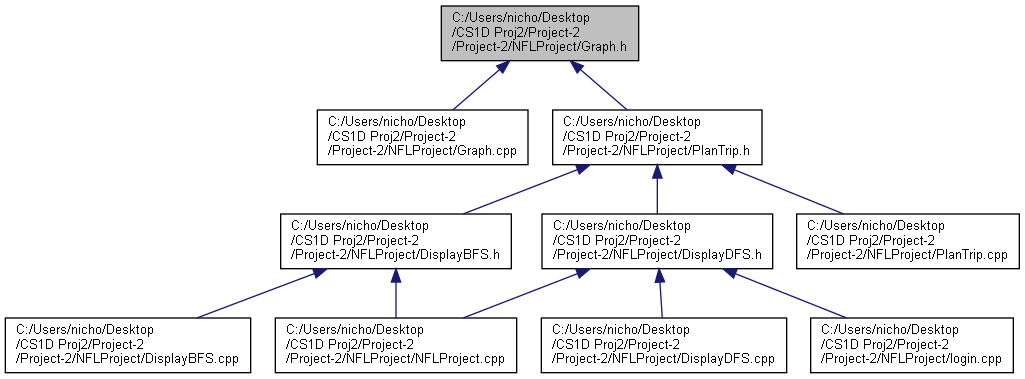 C:/Users/nicho/Desktop
/CS1D Proj2/Project-2
/Project-2/NFLProject/Graph.h
C:/Users/nicho/Desktop
/CS1D Proj2/Project-2
/Project-2/NFLProject/Graph.cpp
C:/Users/nicho/Desktop
/CS1D Proj2/Project-2
/Project-2/NFLProject/PlanTrip.h
C:/Users/nicho/Desktop
/CS1D Proj2/Project-2
/Project-2/NFLProject/DisplayBFS.h
C:/Users/nicho/Desktop
/CS1D Proj2/Project-2
/Project-2/NFLProject/DisplayDFS.h
C:/Users/nicho/Desktop
/CS1D Proj2/Project-2
/Project-2/NFLProject/PlanTrip.cpp
C:/Users/nicho/Desktop
/CS1D Proj2/Project-2
/Project-2/NFLProject/DisplayBFS.cpp
C:/Users/nicho/Desktop
/CS1D Proj2/Project-2
/Project-2/NFLProject/NFLProject.cpp
C:/Users/nicho/Desktop
/CS1D Proj2/Project-2
/Project-2/NFLProject/DisplayDFS.cpp
C:/Users/nicho/Desktop
/CS1D Proj2/Project-2
/Project-2/NFLProject/login.cpp